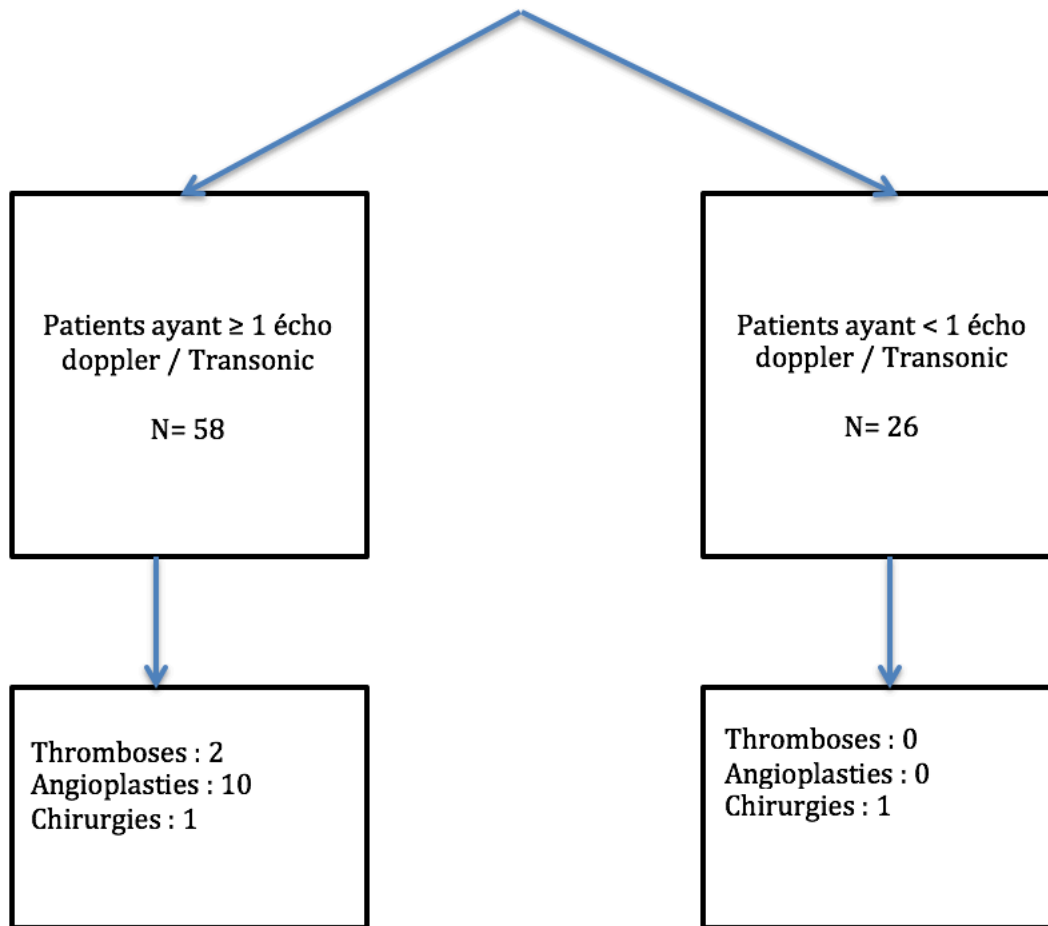 Patients ayant ≥ 1 écho
doppler / Transonic
N= 58
Patients ayant < 1 écho
doppler / Transonic
N= 26
Thromboses : 2
Angioplasties : 10
Chirurgies : 1
Thromboses : 0
Angioplasties : 0
Chirurgies : 1